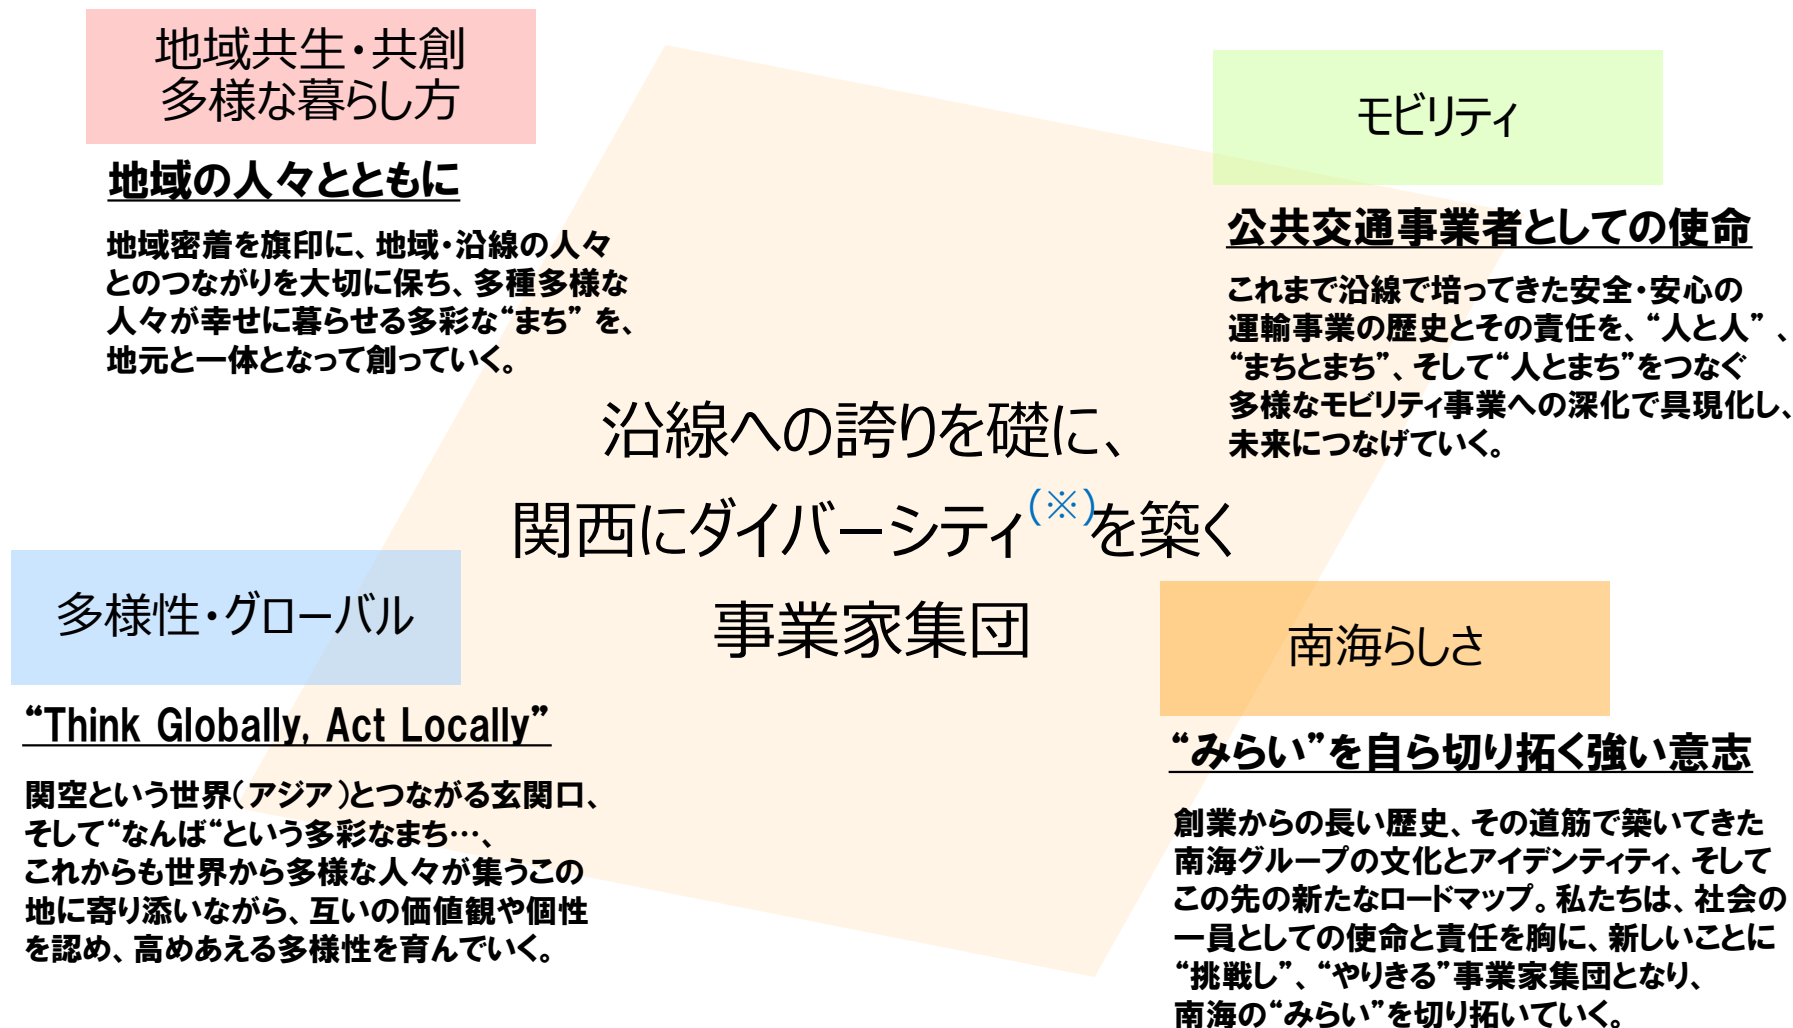 地域共生・共創
多様な暮らし方
地域の人々とともに
地域密着を旗印に、地域・沿線の人々
とのつながりを大切に保ち、多種多様な
人々が幸せに暮らせる多彩な“まち” を、
地元と一体となって創っていく。
モビリティ
公共交通事業者としての使命
これまで沿線で培ってきた安全・安心の
運輸事業の歴史とその責任を、“人と人” 、
“まちとまち”、そして“人とまち”をつなぐ
多様なモビリティ事業への深化で具現化し、
未来につなげていく。
沿線への誇りを礎に、
関西にダイバーシティ(※)を築く
事業家集団
多様性・グローバル
“Think Globally, Act Locally”
関空という世界(アジア)とつながる玄関口、
そして“なんば“という多彩なまち…、
これからも世界から多様な人々が集うこの
地に寄り添いながら、互いの価値観や個性
を認め、高めあえる多様性を育んでいく。
南海らしさ
“みらい”を自ら切り拓く強い意志
創業からの長い歴史、その道筋で築いてきた
南海グループの文化とアイデンティティ、そして
この先の新たなロードマップ。私たちは、社会の
一員としての使命と責任を胸に、新しいことに
“挑戦し”、“やりきる”事業家集団となり、
南海の“みらい”を切り拓いていく。